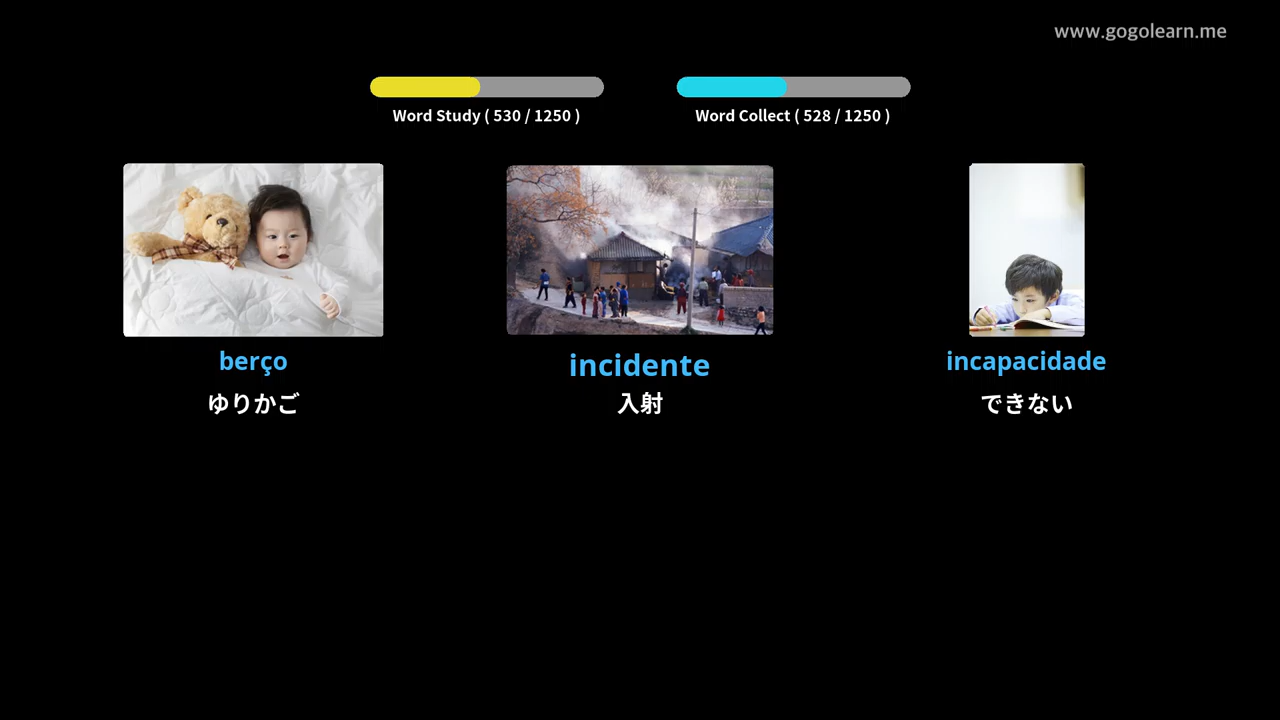 www.gogolearn.me
Word Study ( 530 / 1250 )
Word Collect ( 528 / 1250 )
berço
incidente
incapacidade
ゆりかご
入射
できない